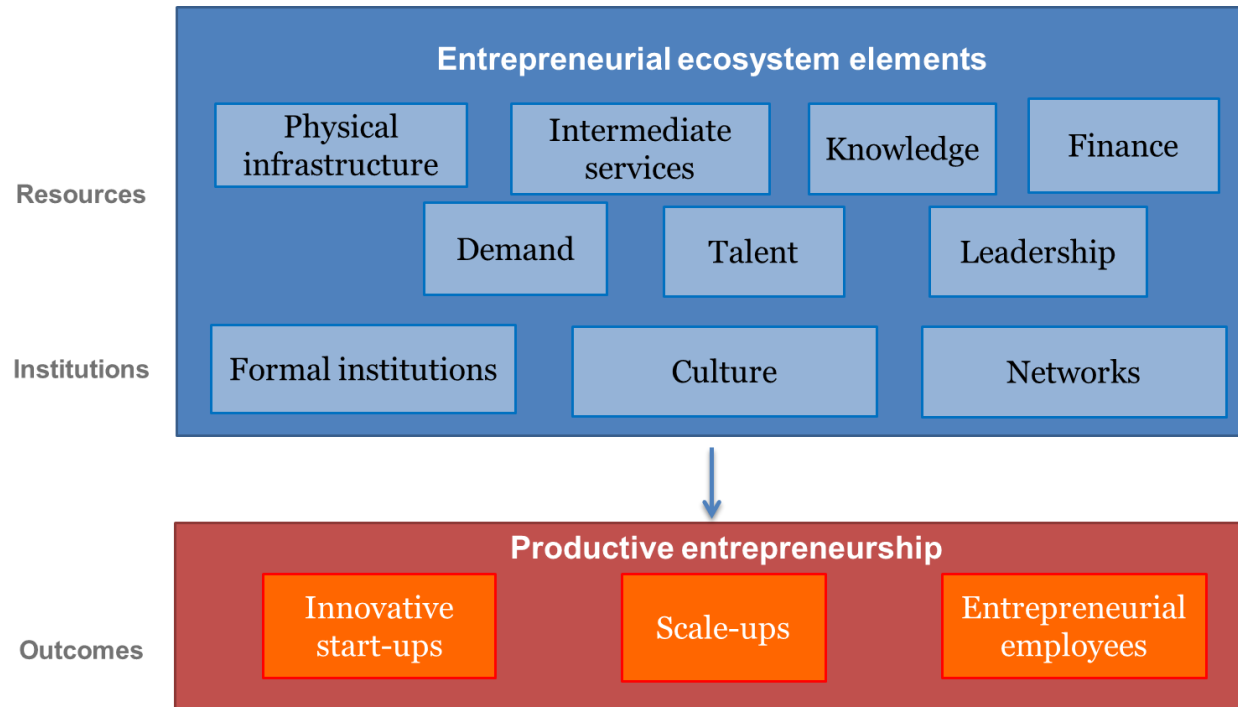 Entrepreneurial ecosystem elements
Resources
Physical
infrastructure
Intermediate
services
Knowledge
Finance
Demand
Talent
Leadership
Institutions
Formal institutions
Culture
Networks
Productive entrepreneurship
Outcomes
Innovative
start-ups
Scale-ups
Entrepreneurial
employees